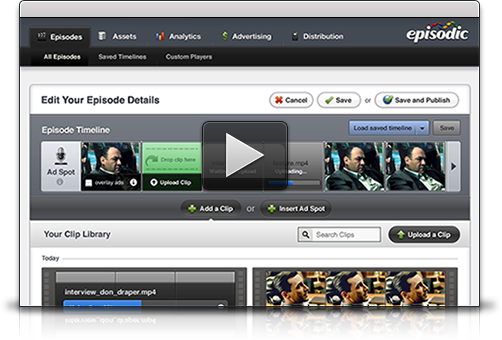 Episodes Assets Analytics Advertising Distribution episodic
All Episodes Saved Timelines Custom Players
Edit Your Episode Details Cancel Save or Save and Publish
Episode Timeline Load saved timeline Save
Drop clip here .mp4
Ad Spot Uploading...
overlay ads Upload Clip
Add a Clip or Insert Ad Spot
Your Clip Library Search Clips Upload a Clip
Today
interview_don_draper.mp4